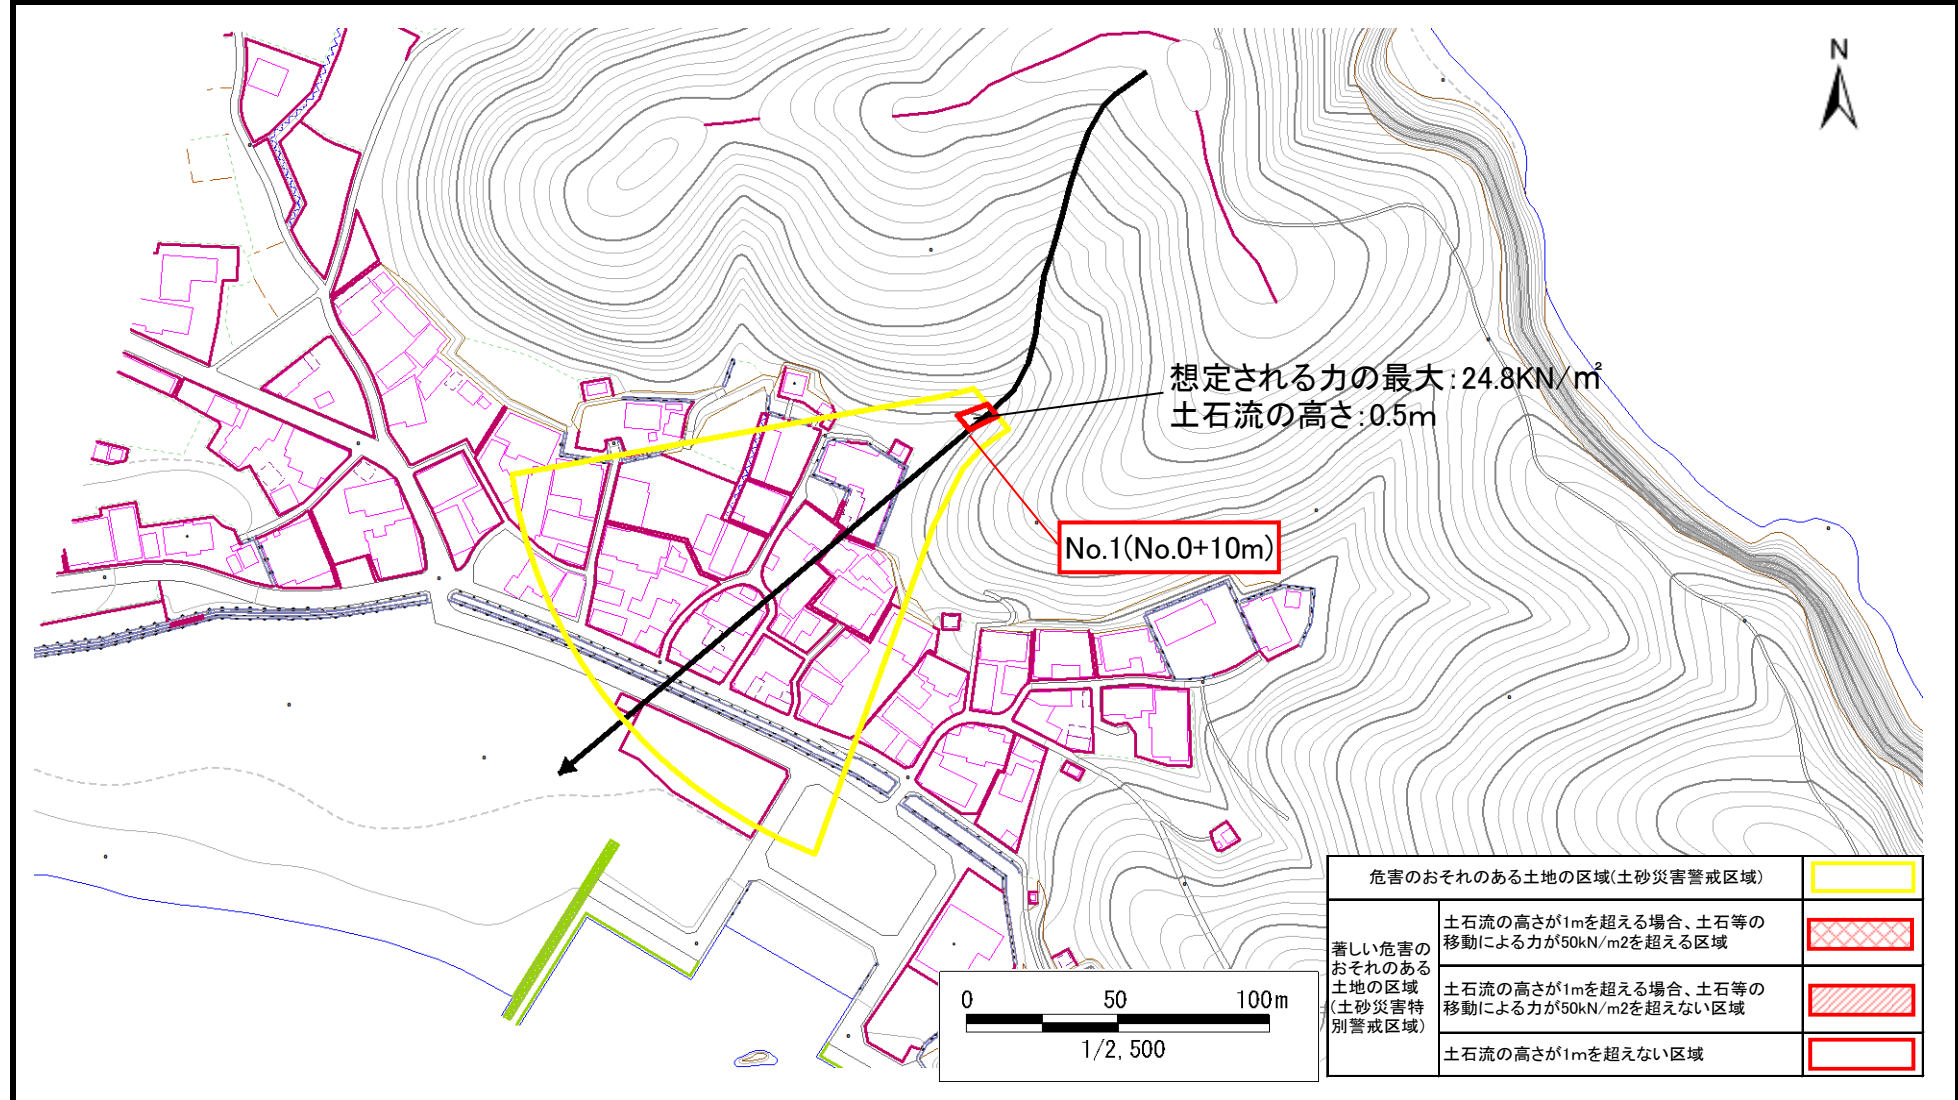 N
想定される力の最大:24.8KN/㎡
土石流の高さ:0.5m
No.1(No.0+10m)
危害のおそれのある土地の区域(土砂災害警戒区域)
著しい危害の
おそれのある
土地の区域
(土砂災害特
別警戒区域)
土石流の高さが1mを超える場合、土石等の
移動による力が50kN/m2を超える区域
土石流の高さが1mを超える場合、土石等の
移動による力が50kN/m2を超えない区域
土石流の高さが1mを超えない区域
0 50 100m
1/2,500